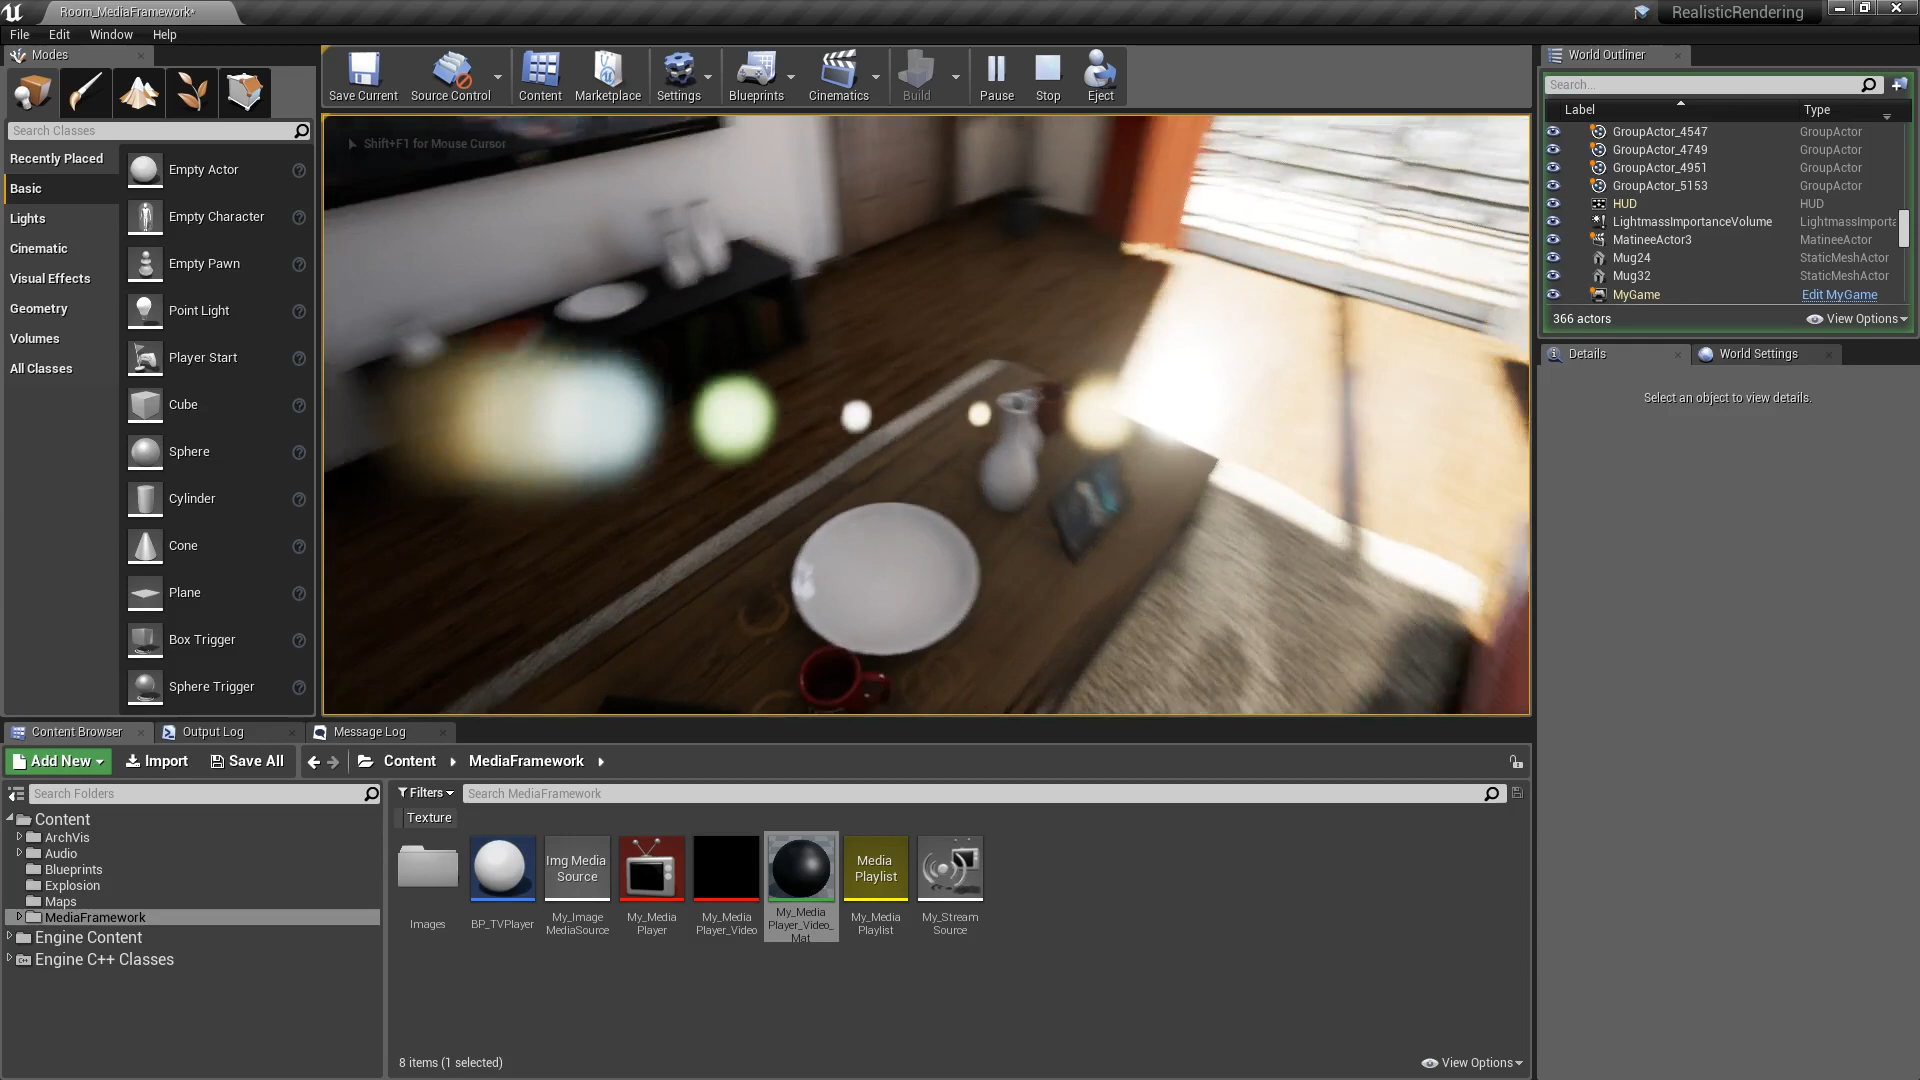 Room_MediaFramework*
RealisticRendering
File Edit Window Help
Modes
Save Current
Source Control
Content
Marketplace
Settings
Blueprints
Cinematics
Build
Pause
Stop
Eject
Search Classes
Recently Placed
Basic
Lights
Cinematic
Visual Effects
Geometry
Volumes
All Classes
Empty Actor
Empty Character
Empty Pawn
Point Light
Player Start
Cube
Sphere
Cylinder
Cone
Plane
Box Trigger
Sphere Trigger
Shift+F1 for Mouse Cursor
World Outliner
Search...
Label Type
GroupActor_4547 GroupActor
GroupActor_4749 GroupActor
GroupActor_4951 GroupActor
GroupActor_5153 GroupActor
HUD HUD
LightmassImportanceVolume LightmassImporta
MatineeActor3 MatineeActor
Mug24 StaticMeshActor
Mug32 StaticMeshActor
MyGame Edit MyGame
366 actors View Options
Details World Settings
Select an object to view details.
Content Browser Output Log Message Log
Add New Import Save All Content MediaFramework
Search Folders
Content
ArchVis
Audio
Blueprints
Explosion
Maps
MediaFramework
Engine Content
Engine C++ Classes
Filters Search MediaFramework
Texture
Img Media
Source
Media
Playlist
Images
BP_TVPlayer
My_Image
MediaSource
My_Media
Player
My_Media
Player_Video
My_Media
Player_Video_
Mat
My_Media
Playlist
My_Stream
Source
8 items (1 selected) View Options